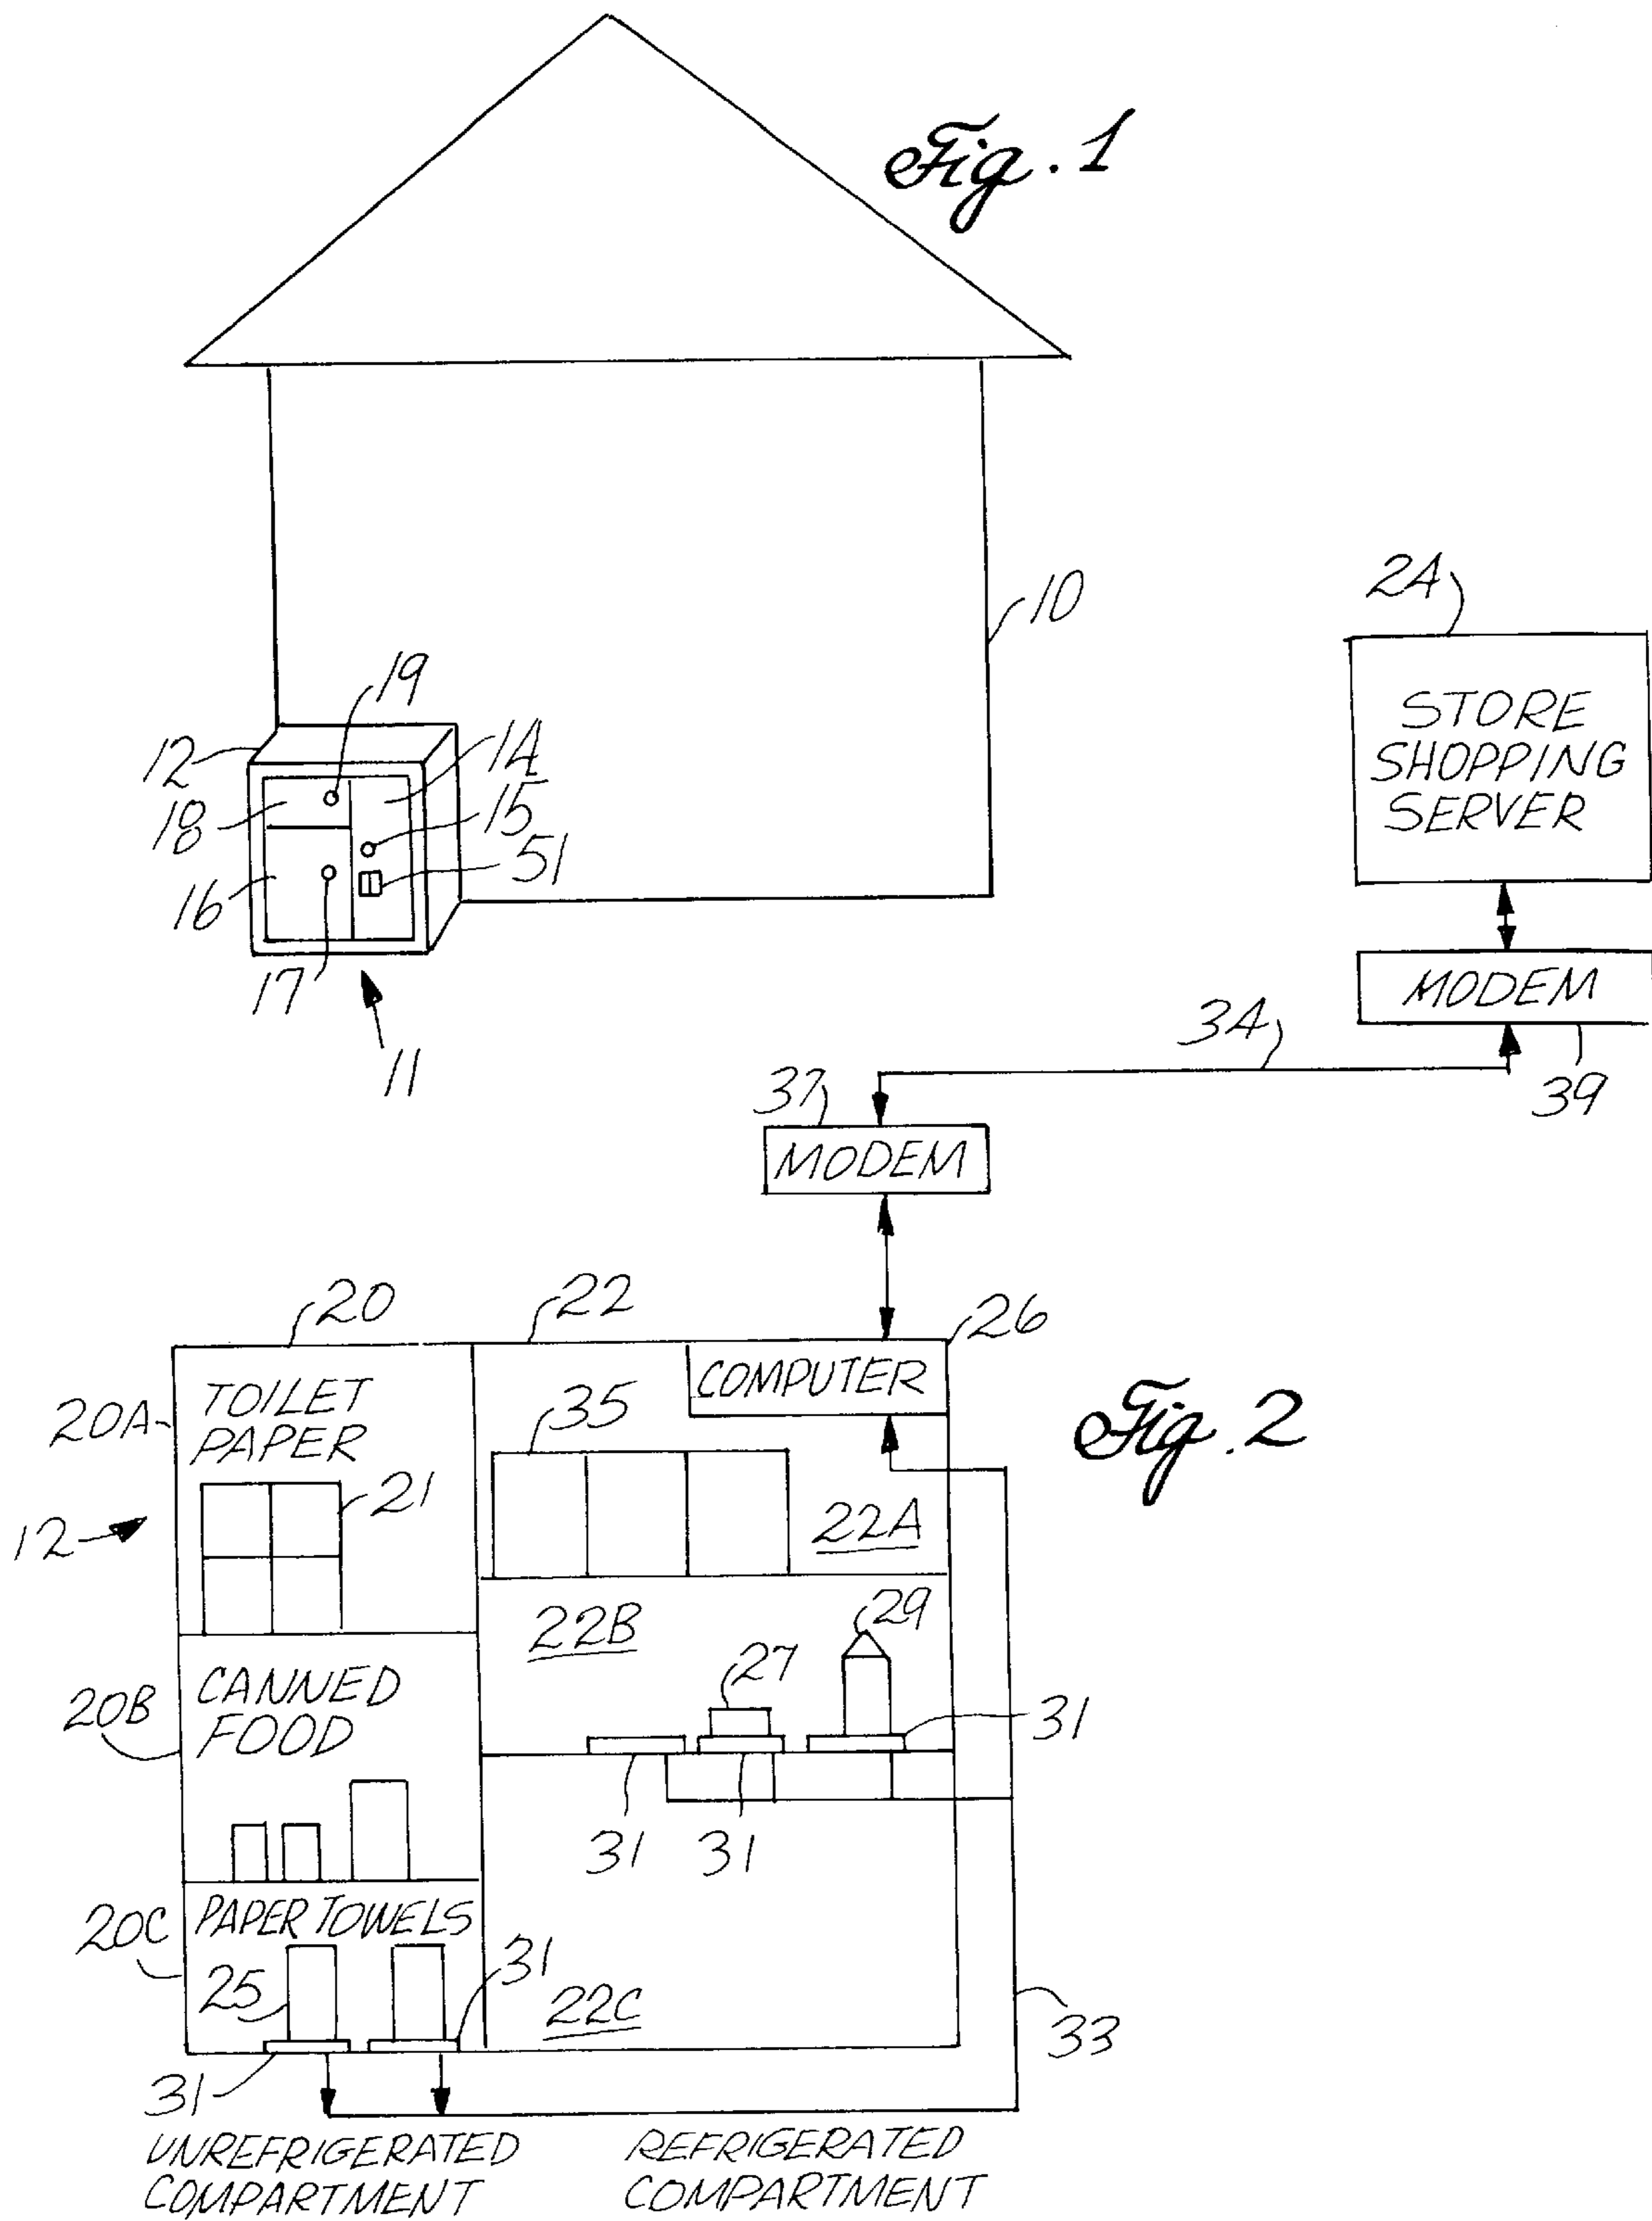 Fig. 1
10
24
STORE
SHOPPING
SERVER
19
12
14
18
15
51
16
17
11
MODEM
34
39
37
MODEM
20
22
26
COMPUTER
TOILET
PAPER
20A
35
Fig. 2
21
12
22A
22B
29
27
CANNED
FOOD
20B
31
31
31
PAPER TOWELS
20C
31
25
22C
33
31
UNREFRIGERATED
COMPARTMENT
REFRIGERATED
COMPARTMENT